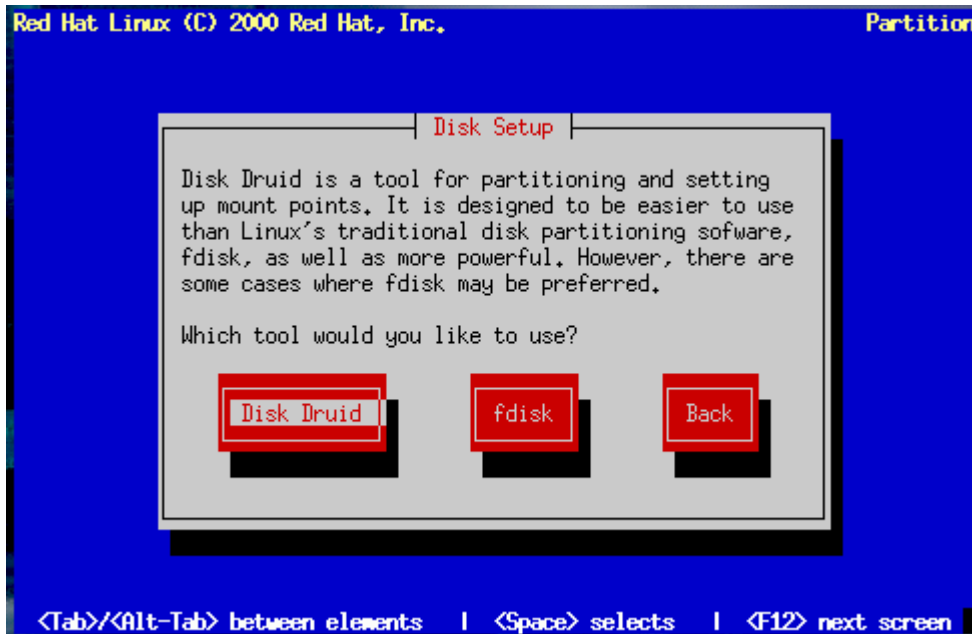 Red Hat Linux (C) 2000 Red Hat, Inc. Partition
Disk Setup
Disk Druid is a tool for partitioning and setting
up mount points. It is designed to be easier to use
than Linux's traditional disk partitioning sofware,
fdisk, as well as more powerful. However, there are
some cases where fdisk may be preferred.
Which tool would you like to use?
Disk Druid fdisk Back
<Tab>/<Alt-Tab> between elements | <Space> selects | <F12> next screen